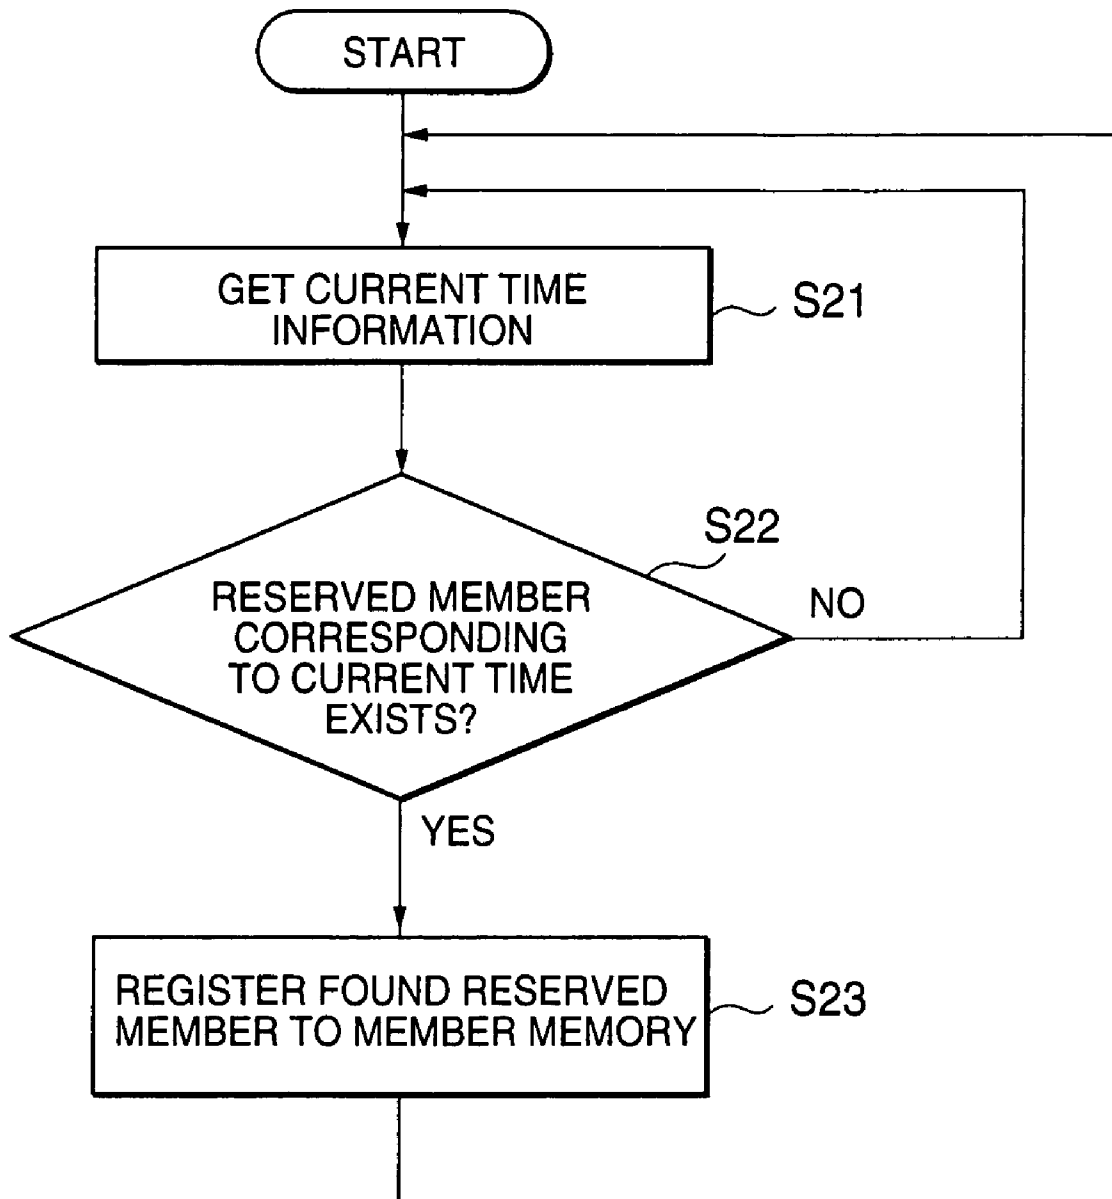 START
GET CURRENT TIME
INFORMATION
S21
S22
RESERVED MEMBER
CORRESPONDING
TO CURRENT TIME
EXISTS?
NO
YES
REGISTER FOUND RESERVED
MEMBER TO MEMBER MEMORY
S23